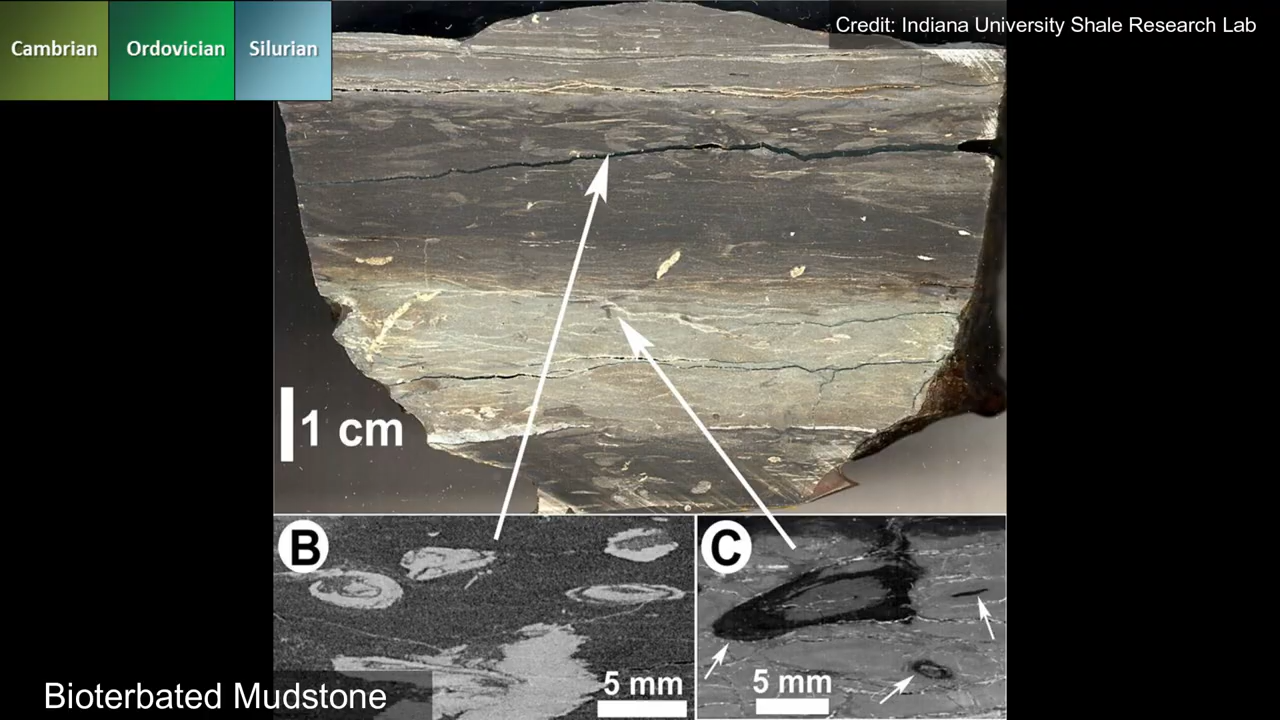 Cambrian
Ordovician
Silurian
Credit: Indiana University Shale Research Lab
1 cm
B
C
5 mm
5 mm
Bioterbated Mudstone